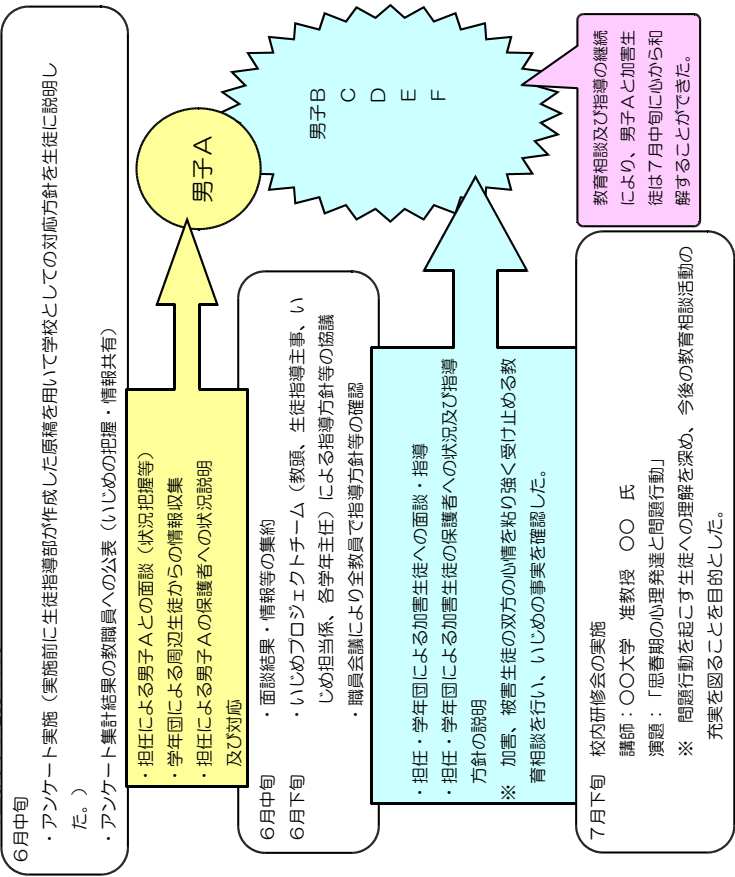 6月中旬
・アンケート実施（実施前に生徒指導部が作成した原稿を用いて学校としての対応方針を生徒に説明し
た。）
・アンケート集計結果の教職員への公表（いじめの把握・情報共有）
・担任による男子Aとの面談（状況把握等）
・学年団による周辺生徒からの情報収集
・担任による男子Aの保護者への状況説明
及び対応
男子A
6月中旬　・面談結果・情報等の集約
6月下旬　・いじめプロジェクトチーム（教頭、生徒指導主事、い
じめ担当係、各学年主任）による指導方針等の協議
・職員会議により全教員で指導方針等の確認
・担任・学年団による加害生徒への面談・指導
・担任・学年団による加害生徒の保護者への状況及び指導
方針の説明
※　加害、被害生徒の双方の心情を粘り強く受け止める教
育相談を行い、いじめの事実を確認した。
男子B
C
D
E
F
教育相談及び指導の継続
により、男子Aと加害生
徒は7月中旬に心から和
解することができた。
7月下旬　校内研修会の実施
講師：〇〇大学　准教授　〇〇　氏
演題：「思春期の心理発達と問題行動」
※　問題行動を起こす生徒への理解を深め、今後の教育相談活動の
充実を図ることを目的とした。